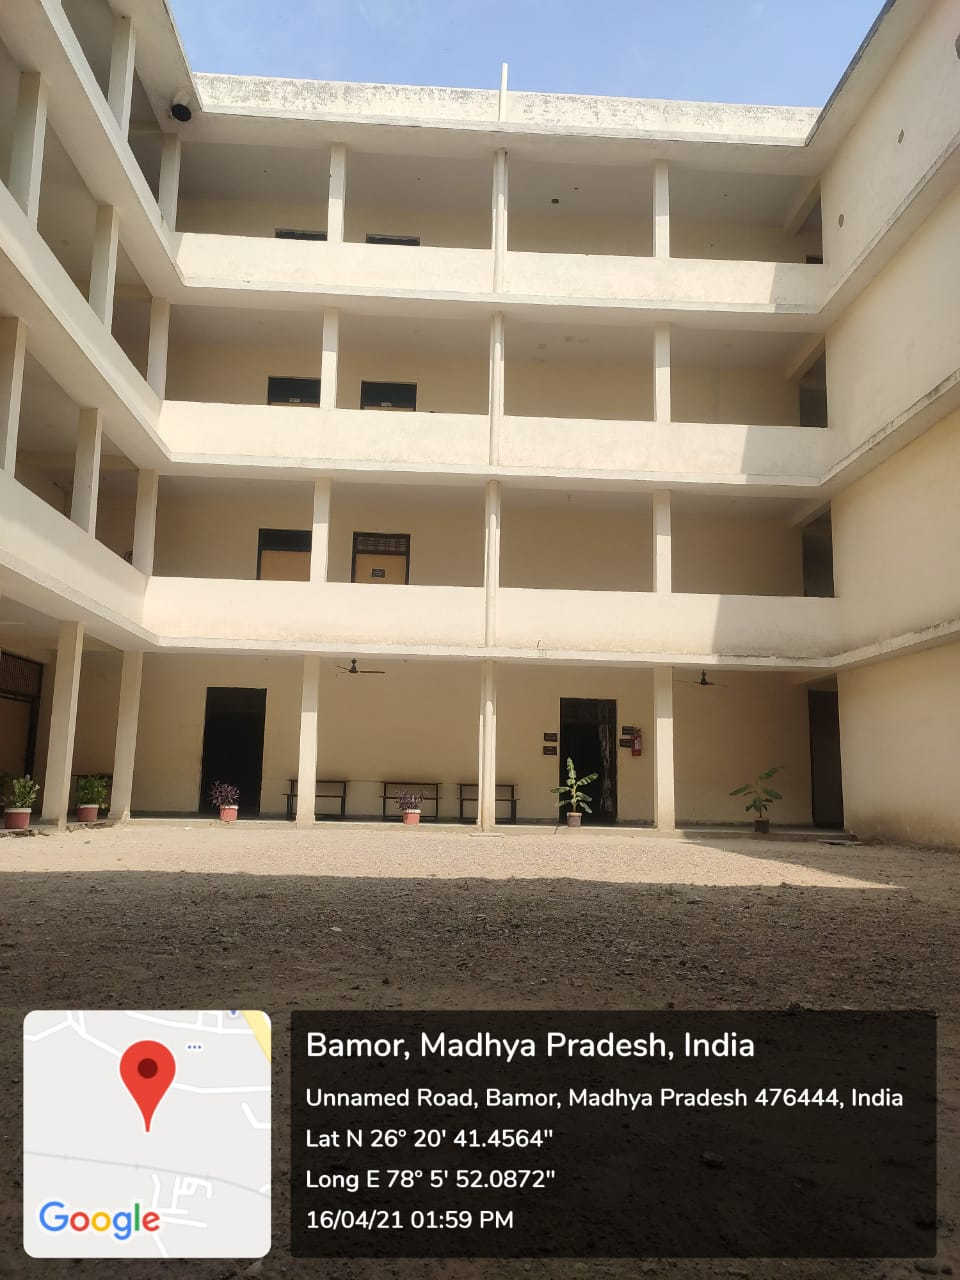 Bamor, Madhya Pradesh, India
Unnamed Road, Bamor, Madhya Pradesh 476444, India
Lat N 26° 20' 41.4564"
Long E 78° 5' 52.0872"
16/04/21 01:59 PM
Google